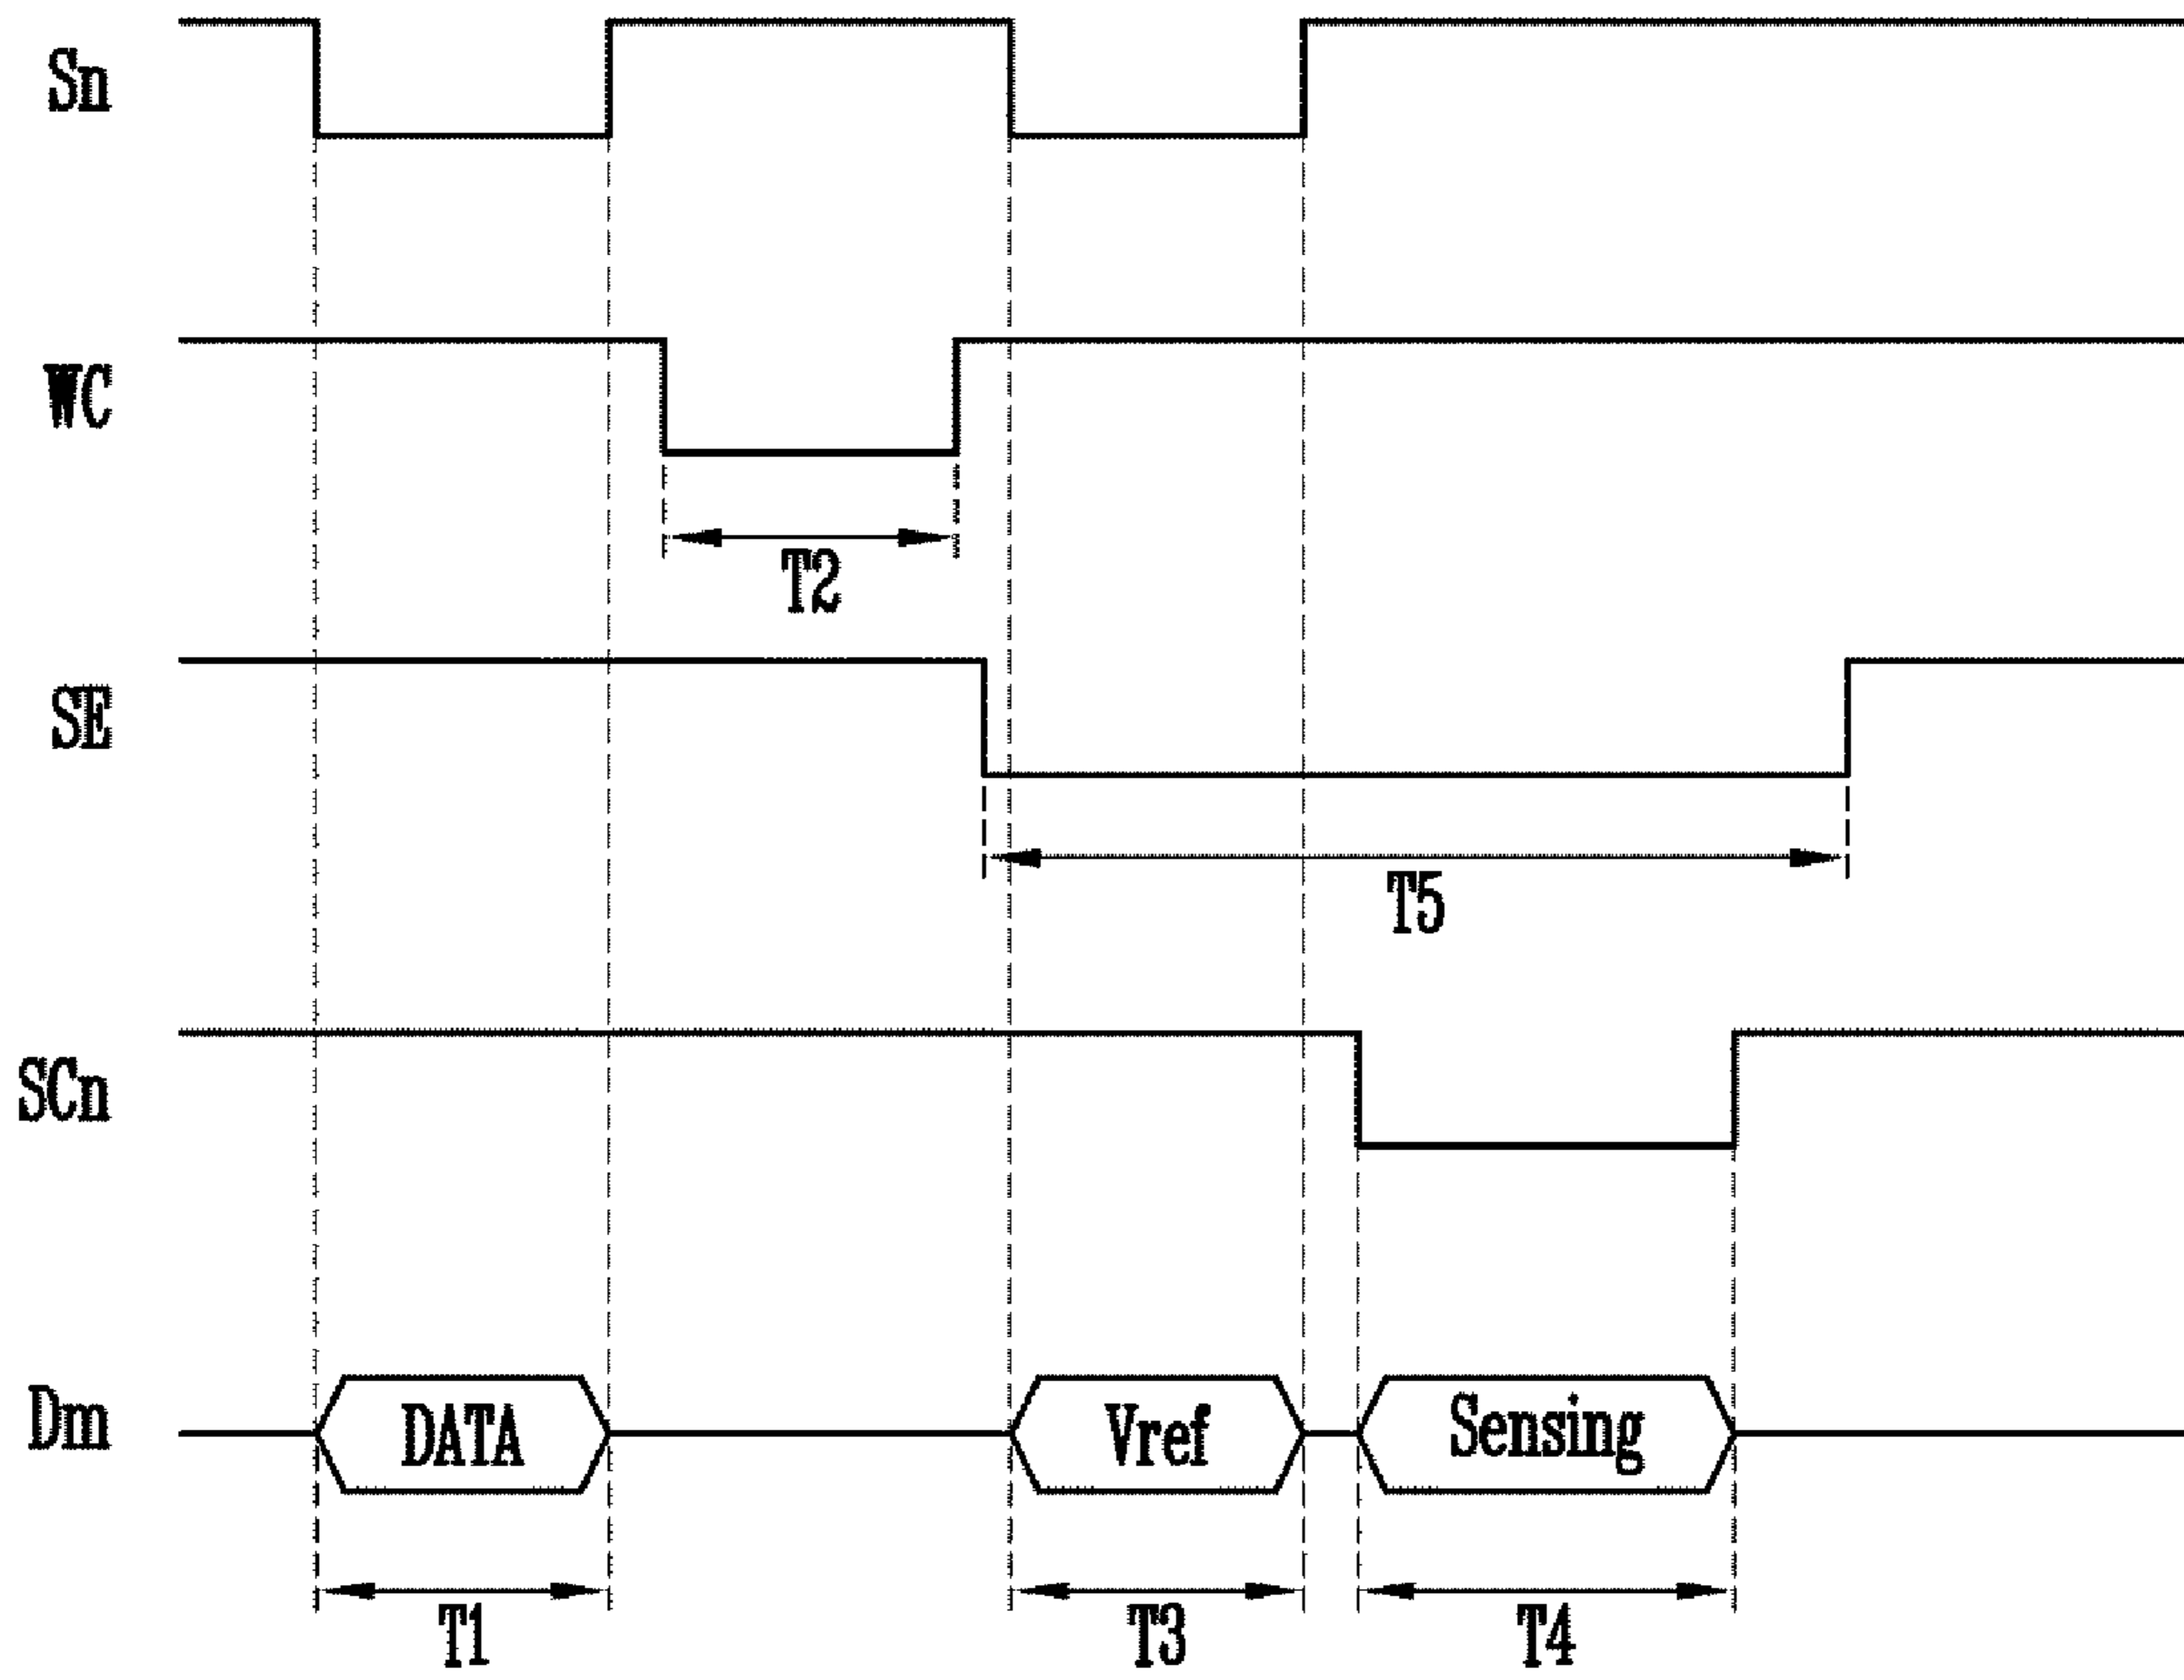 Sn
WC
T2
SE
T5
SCn
Dm
DATA
Vref
Sensing
T1
T3
T4